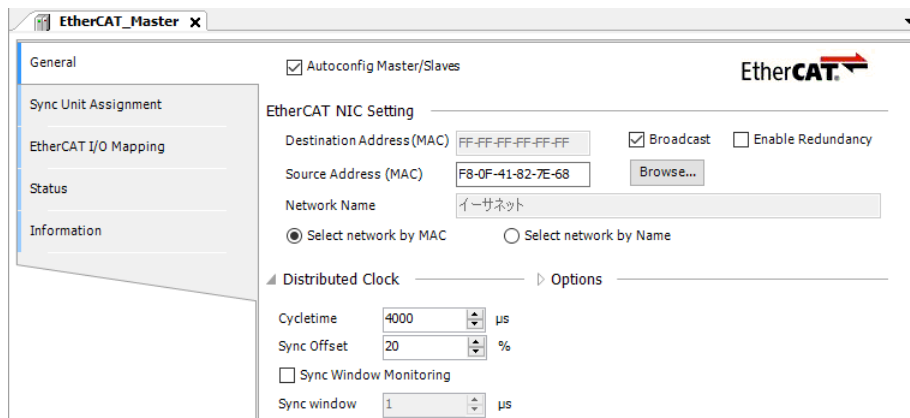 EtherCAT_Master
General
Autoconfig Master/Slaves
EtherCAT®
Sync Unit Assignment
EtherCAT NIC Setting
EtherCAT I/O Mapping
Destination Address(MAC) FF-FF-FF-FF-FF-FF Broadcast Enable Redundancy
Source Address (MAC) F8-0F-41-82-7E-68 Browse...
Status
Network Name イーサネット
Information
Select network by MAC Select network by Name
Distributed Clock Options
Cycletime 4000 µs
Sync Offset 20 %
Sync Window Monitoring
Sync window 1 µs